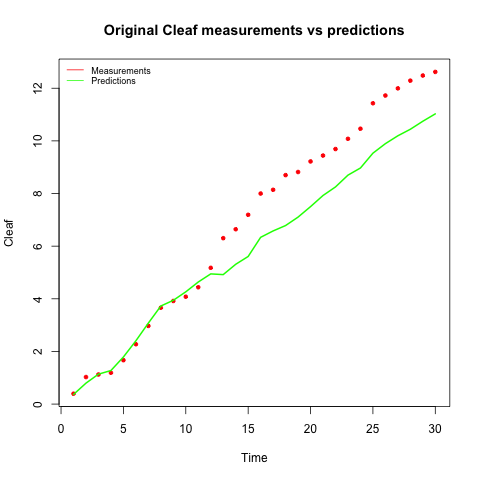 Original Cleaf measurements vs predictions
Measurements
Predictions
12
10
8
6
4
2
0
Cleaf
0 5 10 15 20 25 30
Time